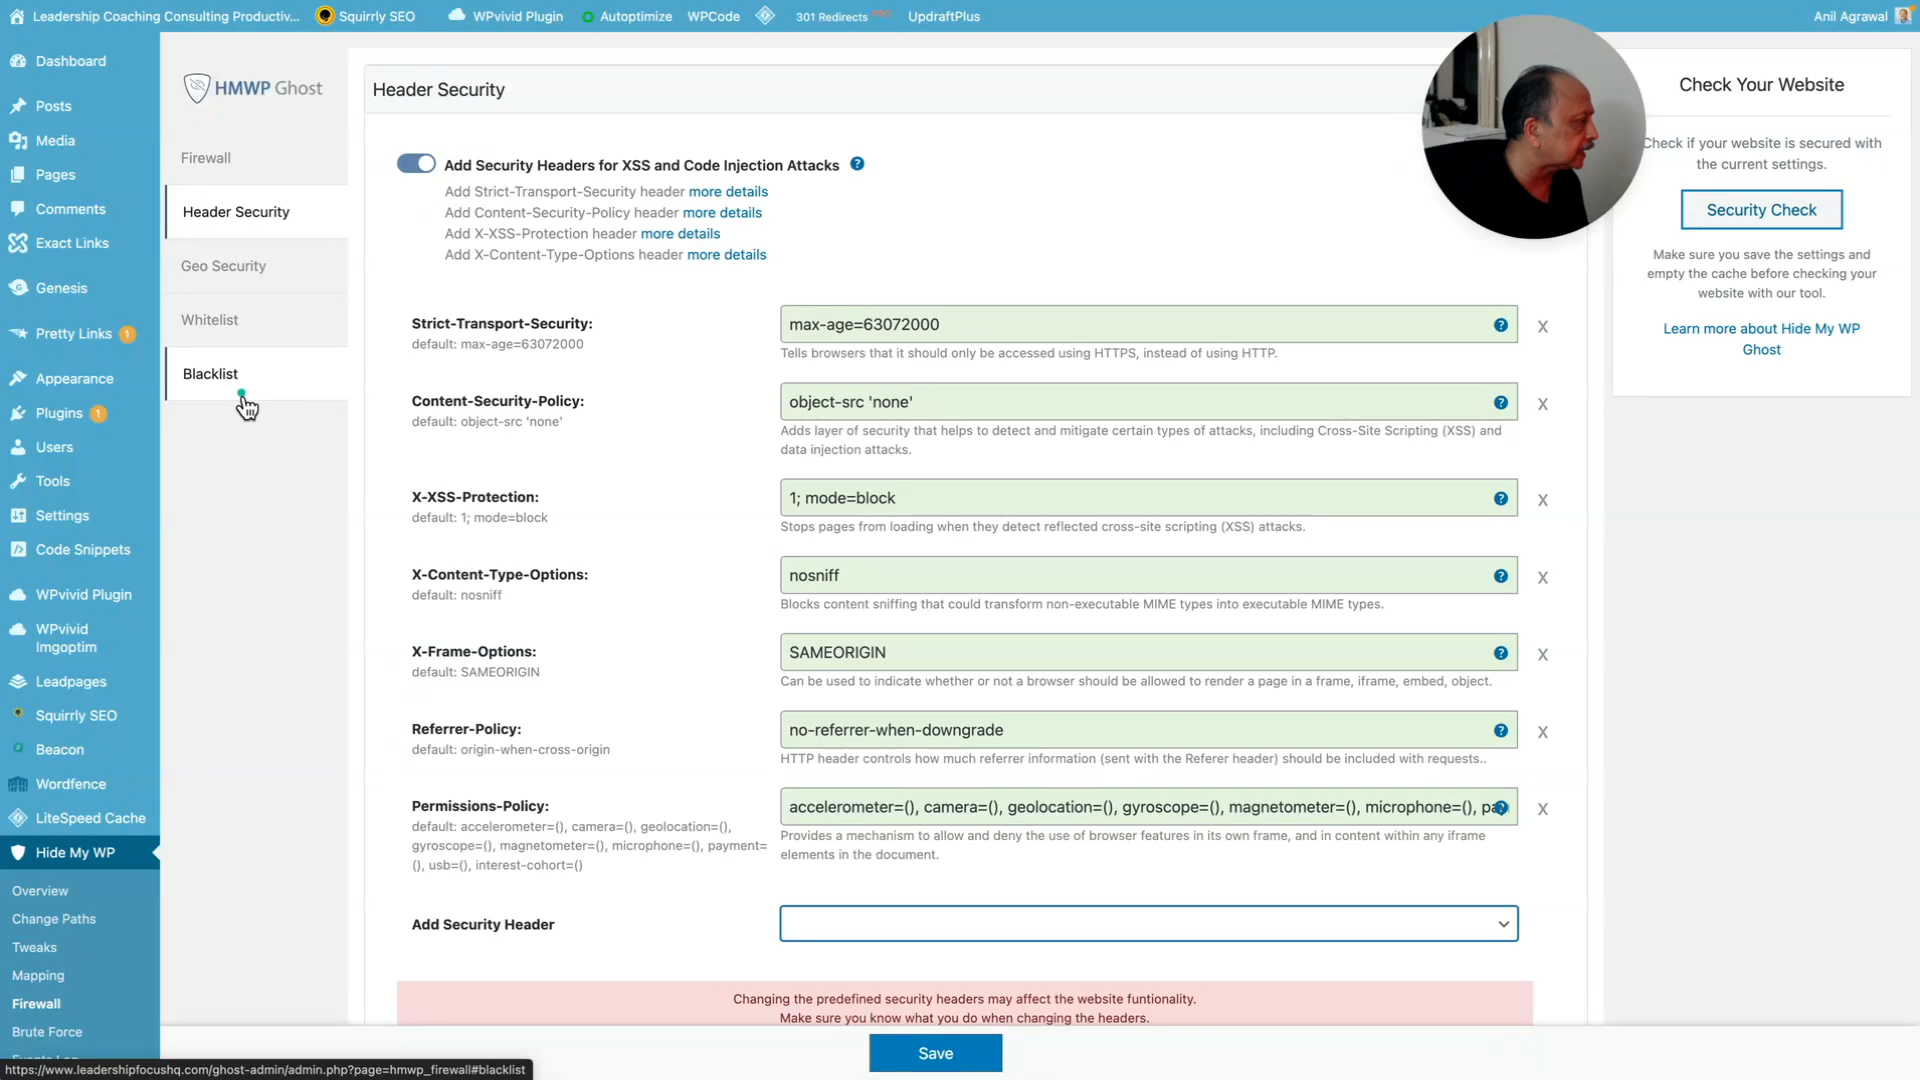 Leadership Coaching Consulting Productiv...
Squirrly SEO
WPvivid Plugin
Autoptimize
WPCode
301 Redirects PRO
UpdraftPlus
Anil Agrawal
Dashboard
Posts
Media
Pages
Comments
Exact Links
Genesis
Pretty Links 1
Appearance
Plugins 1
Users
Tools
Settings
Code Snippets
WPvivid Plugin
WPvivid
Imgoptim
Leadpages
Squirrly SEO
Beacon
Wordfence
LiteSpeed Cache
Hide My WP
Overview
Change Paths
Tweaks
Mapping
Firewall
Brute Force
Events Log
https://www.leadershipfocushq.com/ghost-admin/admin.php?page=hmwp_firewall#blacklist
HMWP Ghost
Firewall
Header Security
Geo Security
Whitelist
Blacklist
Header Security
Add Security Headers for XSS and Code Injection Attacks ?
Add Strict-Transport-Security header more details
Add Content-Security-Policy header more details
Add X-XSS-Protection header more details
Add X-Content-Type-Options header more details
Strict-Transport-Security:
default: max-age=63072000
max-age=63072000 ? X
Tells browsers that it should only be accessed using HTTPS, instead of using HTTP.
Content-Security-Policy:
default: object-src 'none'
object-src 'none' ? X
Adds layer of security that helps to detect and mitigate certain types of attacks, including Cross-Site Scripting (XSS) and
data injection attacks.
X-XSS-Protection:
default: 1; mode=block
1; mode=block ? X
Stops pages from loading when they detect reflected cross-site scripting (XSS) attacks.
X-Content-Type-Options:
default: nosniff
nosniff ? X
Blocks content sniffing that could transform non-executable MIME types into executable MIME types.
X-Frame-Options:
default: SAMEORIGIN
SAMEORIGIN ? X
Can be used to indicate whether or not a browser should be allowed to render a page in a frame, iframe, embed, object.
Referrer-Policy:
default: origin-when-cross-origin
no-referrer-when-downgrade ? X
HTTP header controls how much referrer information (sent with the Referer header) should be included with requests..
Permissions-Policy:
default: accelerometer=(), camera=(), geolocation=(),
gyroscope=(), magnetometer=(), microphone=(), payment=
(), usb=(), interest-cohort=()
accelerometer=(), camera=(), geolocation=(), gyroscope=(), magnetometer=(), microphone=(), pa ? X
Provides a mechanism to allow and deny the use of browser features in its own frame, and in content within any iframe
elements in the document.
Add Security Header
Changing the predefined security headers may affect the website funtionality.
Make sure you know what you do when changing the headers.
Save
Check Your Website
Check if your website is secured with
the current settings.
Security Check
Make sure you save the settings and
empty the cache before checking your
website with our tool.
Learn more about Hide My WP
Ghost